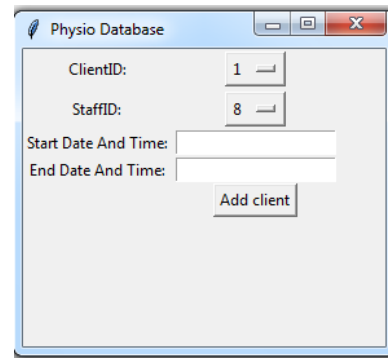 Physio Database
ClientID: 1
StaffID: 8
Start Date And Time:
End Date And Time:
Add client